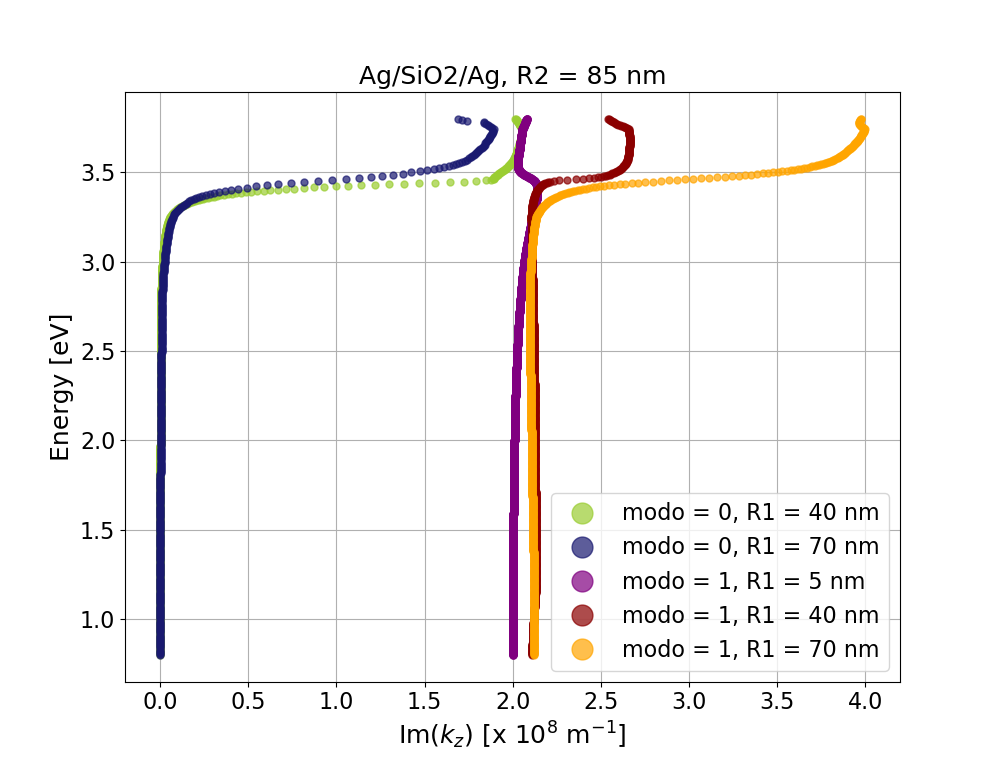 Ag/SiO2/Ag, R2 = 85 nm
Energy [eV]
3.5
3.0
2.5
2.0
1.5
1.0
modo = 0, R1 = 40 nm
modo = 0, R1 = 70 nm
modo = 1, R1 = 5 nm
modo = 1, R1 = 40 nm
modo = 1, R1 = 70 nm
0.0 0.5 1.0 1.5 2.0 2.5 3.0 3.5 4.0
Im(k_z) [x 10^8 m^−1]